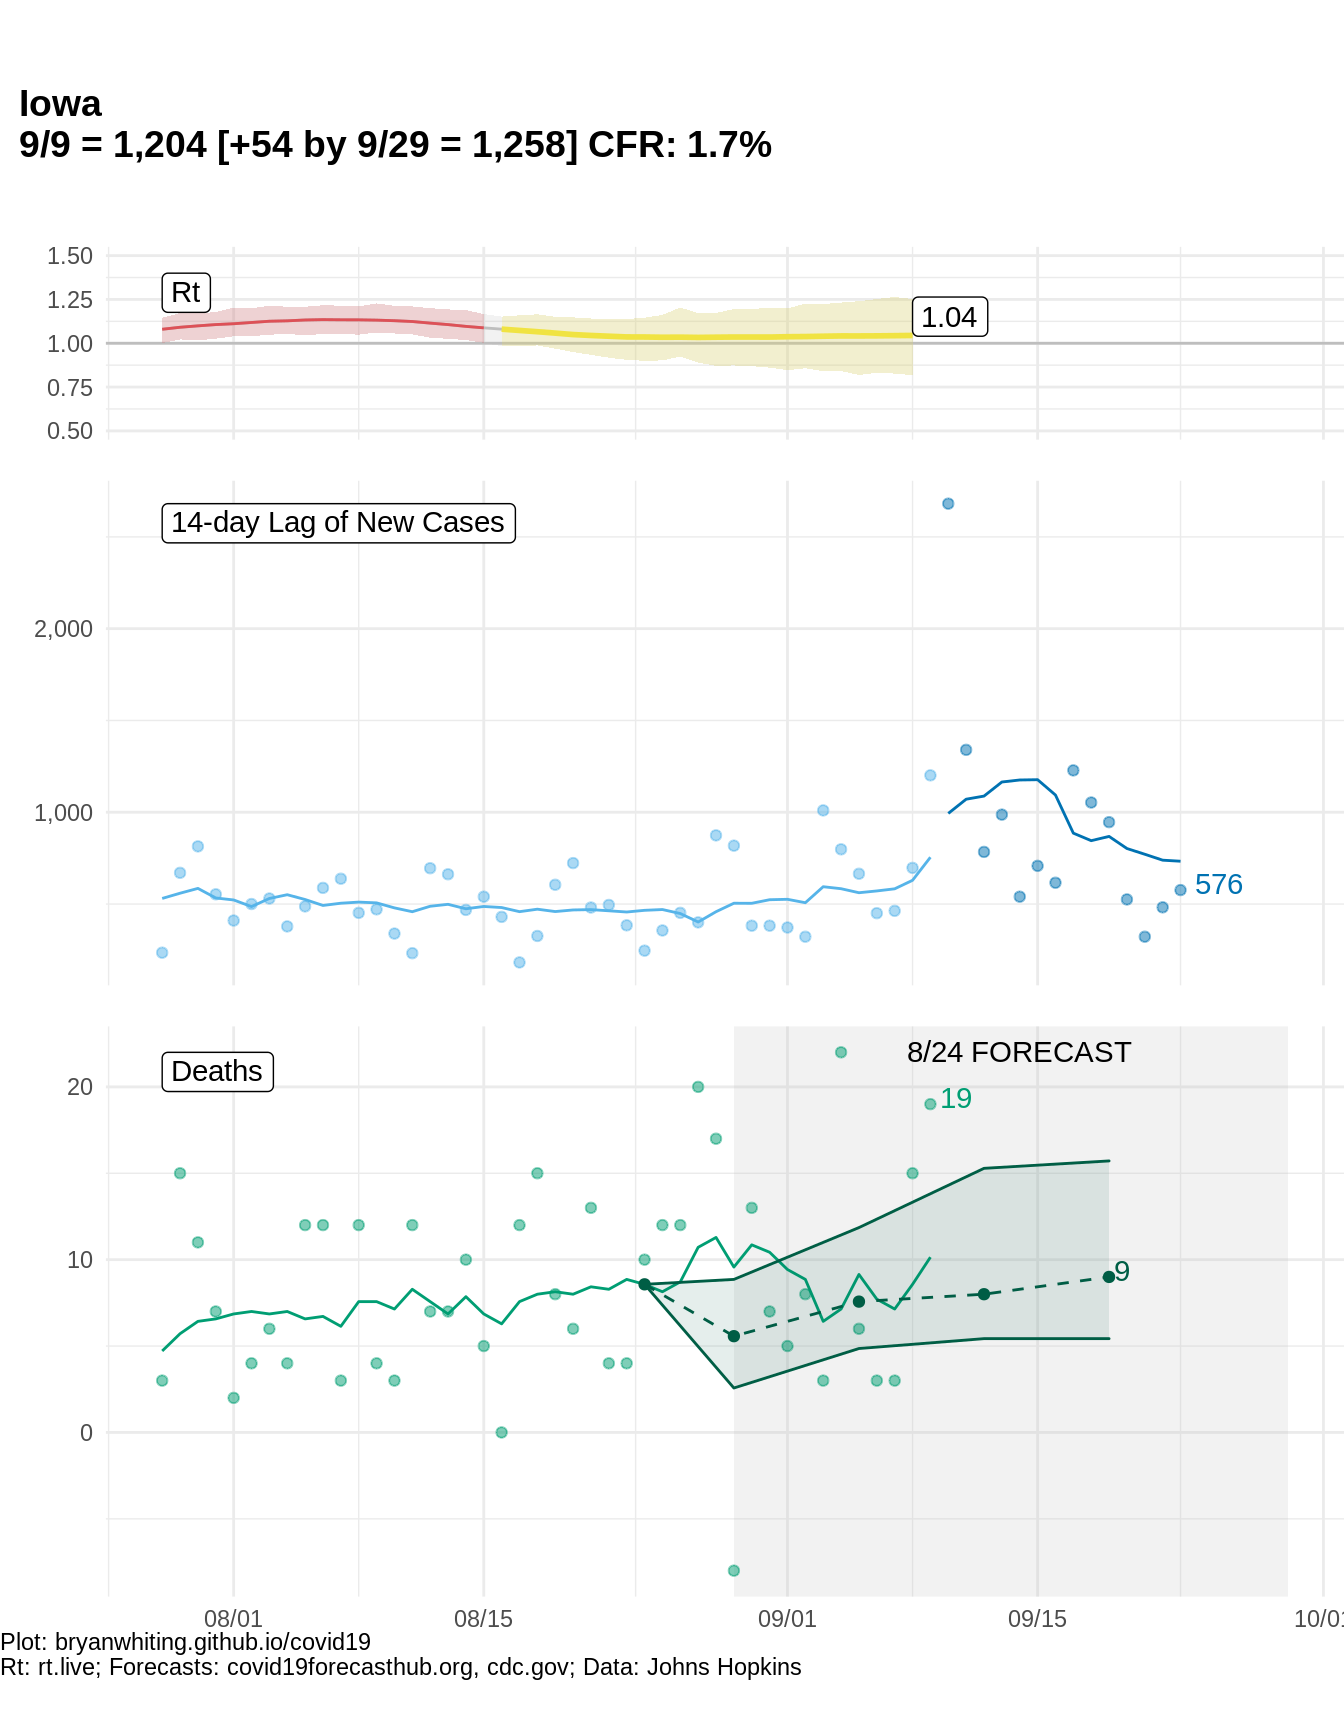 Iowa
9/9 = 1,204 [+54 by 9/29 = 1,258] CFR: 1.7%
1.50
1.25
1.00
0.75
0.50
Rt
1.04
14-day Lag of New Cases
2,000
1,000
576
Deaths
8/24 FORECAST
19
9
20
10
0
08/01
08/15
09/01
09/15
10/01
Plot: bryanwhiting.github.io/covid19
Rt: rt.live; Forecasts: covid19forecasthub.org, cdc.gov; Data: Johns Hopkins